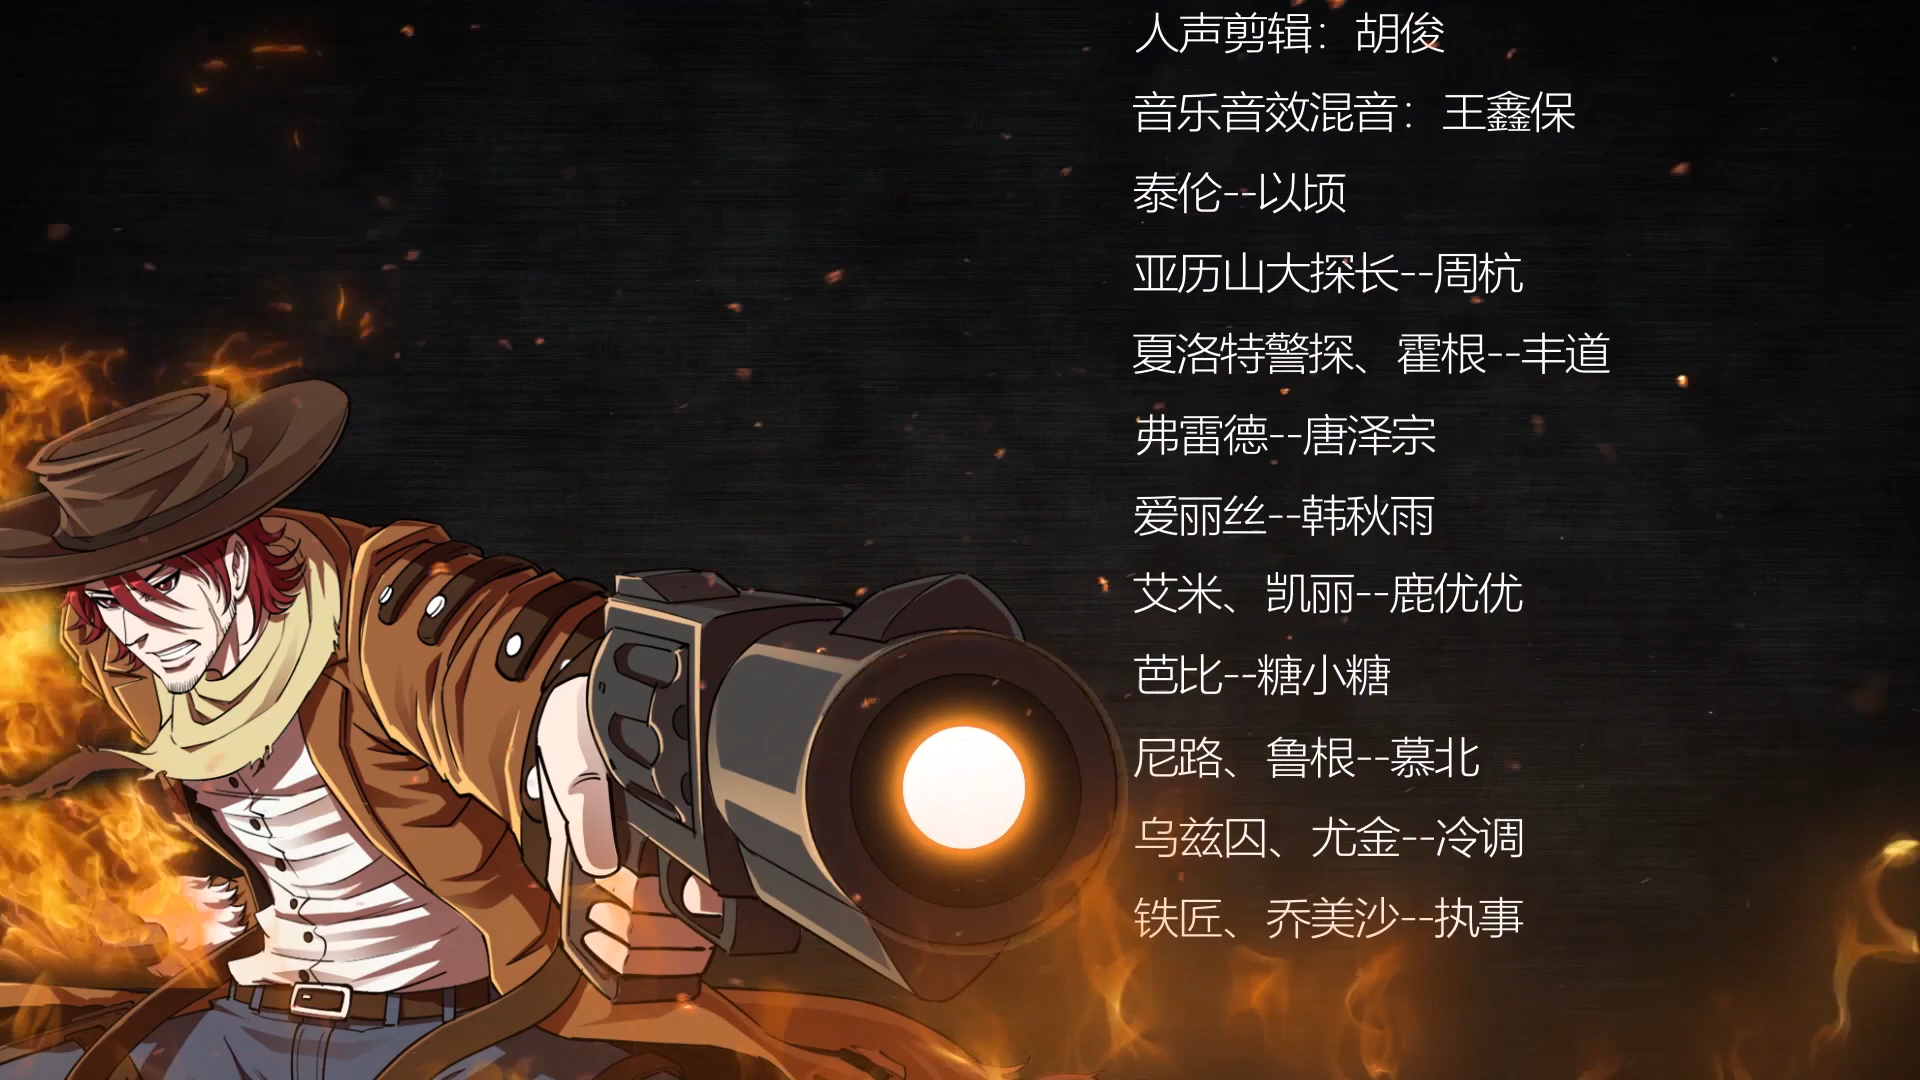 人声剪辑：胡俊
音乐音效混音：王鑫保
泰伦--以顷
亚历山大探长--周杭
夏洛特警探、霍根--丰道
弗雷德--唐泽宗
爱丽丝--韩秋雨
艾米、凯丽--鹿优优
芭比--糖小糖
尼路、鲁根--慕北
乌兹囚、尤金--冷调
铁匠、乔美沙--执事